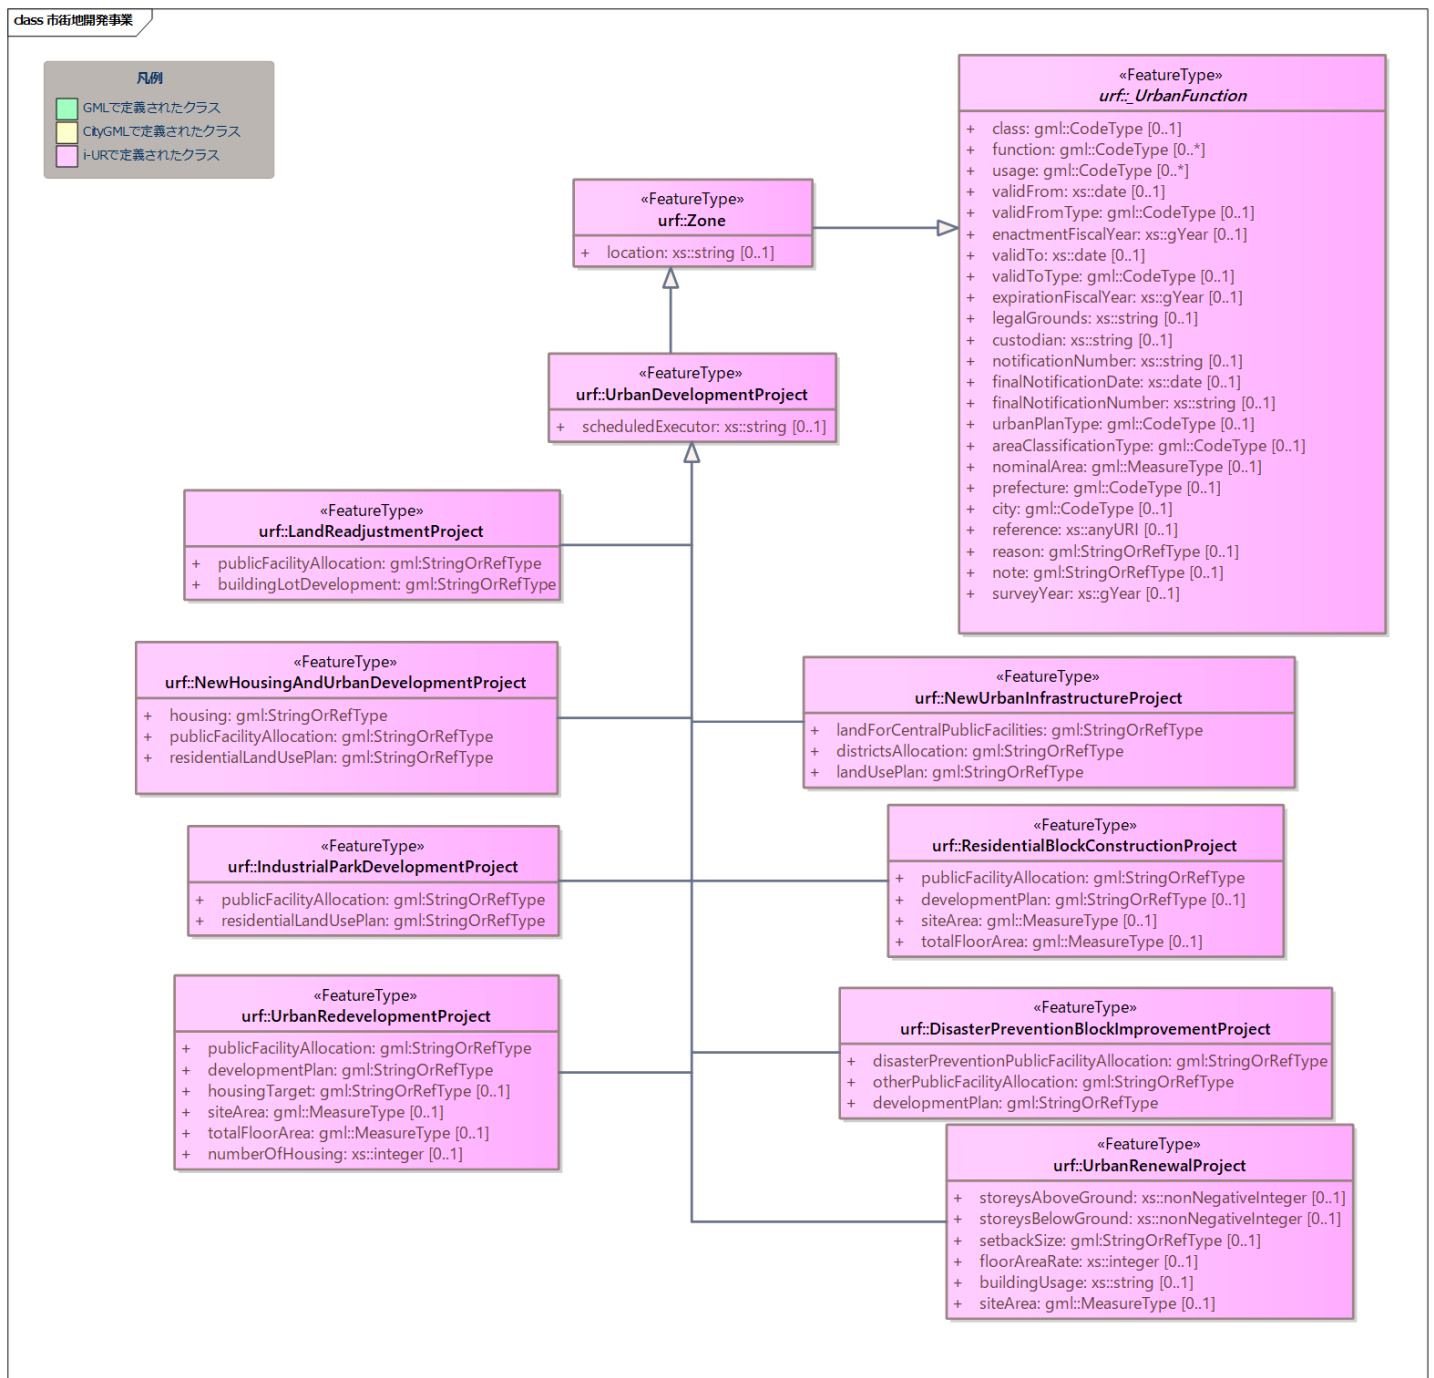 class 市街地開発事業
凡例
GMLで定義されたクラス
CityGMLで定義されたクラス
i-URで定義されたクラス
«FeatureType»
urf::_UrbanFunction
+ class: gml::CodeType [0..1]
+ function: gml::CodeType [0..*]
+ usage: gml::CodeType [0..*]
+ validFrom: xs::date [0..1]
+ validFromType: gml::CodeType [0..1]
+ enactmentFiscalYear: xs::gYear [0..1]
+ validTo: xs::date [0..1]
+ validToType: gml::CodeType [0..1]
+ expirationFiscalYear: xs::gYear [0..1]
+ legalGrounds: xs::string [0..1]
+ custodian: xs::string [0..1]
+ notificationNumber: xs::string [0..1]
+ finalNotificationDate: xs::date [0..1]
+ finalNotificationNumber: xs::string [0..1]
+ urbanPlanType: gml::CodeType [0..1]
+ areaClassificationType: gml::CodeType [0..1]
+ nominalArea: gml::MeasureType [0..1]
+ prefecture: gml::CodeType [0..1]
+ city: gml::CodeType [0..1]
+ reference: xs::anyURI [0..1]
+ reason: gml::StringOrRefType [0..1]
+ note: gml:StringOrRefType [0..1]
+ surveyYear: xs::gYear [0..1]
«FeatureType»
urf::Zone
+ location: xs::string [0..1]
«FeatureType»
urf::UrbanDevelopmentProject
+ scheduledExecutor: xs::string [0..1]
«FeatureType»
urf::LandReadjustmentProject
+ publicFacilityAllocation: gml:StringOrRefType
+ buildingLotDevelopment: gml:StringOrRefType
«FeatureType»
urf::NewHousingAndUrbanDevelopmentProject
+ housing: gml:StringOrRefType
+ publicFacilityAllocation: gml:StringOrRefType
+ residentialLandUsePlan: gml:StringOrRefType
«FeatureType»
urf::NewUrbanInfrastructureProject
+ landForCentralPublicFacilities: gml:StringOrRefType
+ districtsAllocation: gml:StringOrRefType
+ landUsePlan: gml:StringOrRefType
«FeatureType»
urf::IndustrialParkDevelopmentProject
+ publicFacilityAllocation: gml:StringOrRefType
+ residentialLandUsePlan: gml:StringOrRefType
«FeatureType»
urf::ResidentialBlockConstructionProject
+ publicFacilityAllocation: gml:StringOrRefType
+ developmentPlan: gml:StringOrRefType [0..1]
+ siteArea: gml::MeasureType [0..1]
+ totalFloorArea: gml::MeasureType [0..1]
«FeatureType»
urf::UrbanRedevelopmentProject
+ publicFacilityAllocation: gml:StringOrRefType
+ developmentPlan: gml:StringOrRefType
+ housingTarget: gml:StringOrRefType [0..1]
+ siteArea: gml::MeasureType [0..1]
+ totalFloorArea: gml::MeasureType [0..1]
+ numberOfHousing: xs::integer [0..1]
«FeatureType»
urf::DisasterPreventionBlockImprovementProject
+ disasterPreventionPublicFacilityAllocation: gml:StringOrRefType
+ otherPublicFacilityAllocation: gml:StringOrRefType
+ developmentPlan: gml:StringOrRefType
«FeatureType»
urf::UrbanRenewalProject
+ storeysAboveGround: xs::nonNegativeInteger [0..1]
+ storeysBelowGround: xs::nonNegativeInteger [0..1]
+ setbackSize: gml:StringOrRefType [0..1]
+ floorAreaRate: xs::integer [0..1]
+ buildingUsage: xs::string [0..1]
+ siteArea: gml::MeasureType [0..1]